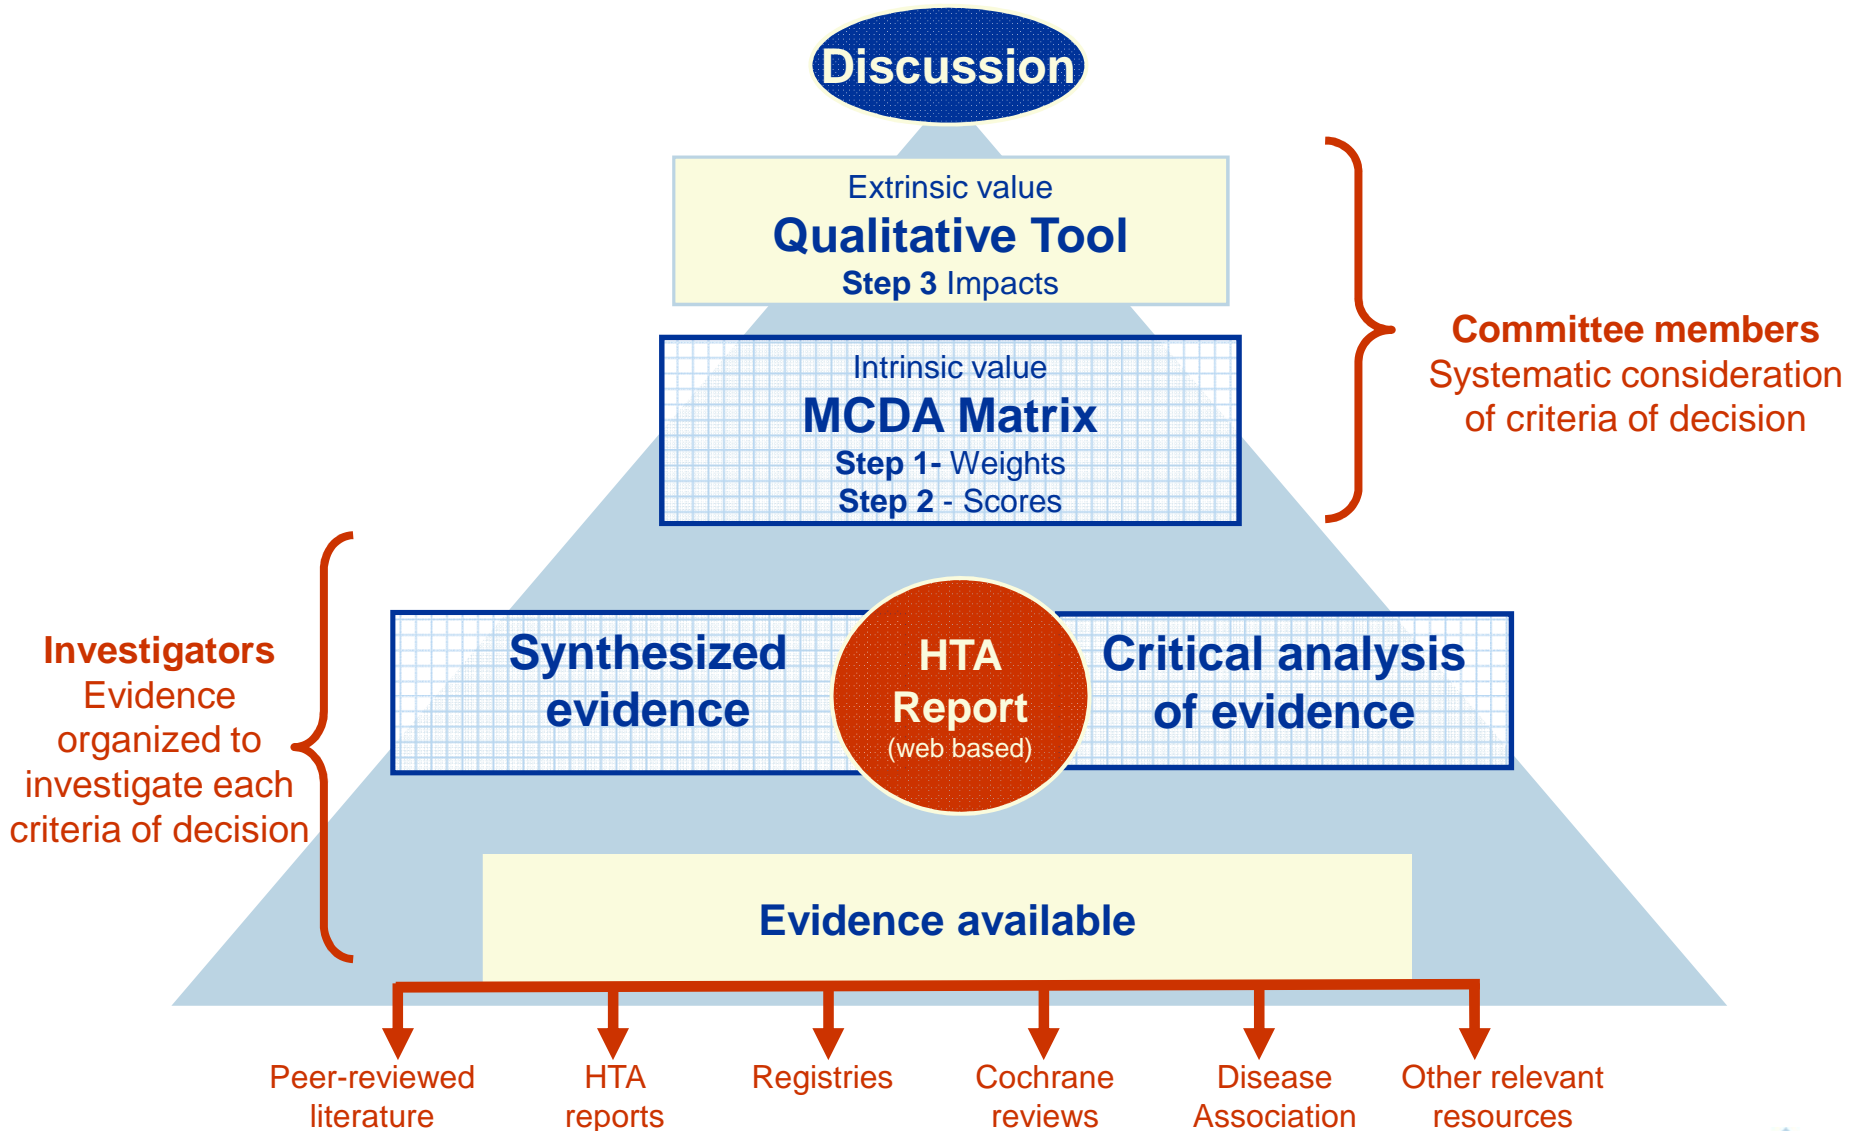 Discussion
Extrinsic value
Qualitative Tool
Step 3 Impacts
Intrinsic value
MCDA Matrix
Step 1- Weights
Step 2 - Scores
Committee members
Systematic consideration
of criteria of decision
Investigators
Evidence
organized to
investigate each
criteria of decision
Synthesized
evidence
HTA
Report
(web based)
Critical analysis
of evidence
Evidence available
Peer-reviewed
literature
HTA
reports
Registries
Cochrane
reviews
Disease
Association
Other relevant
resources